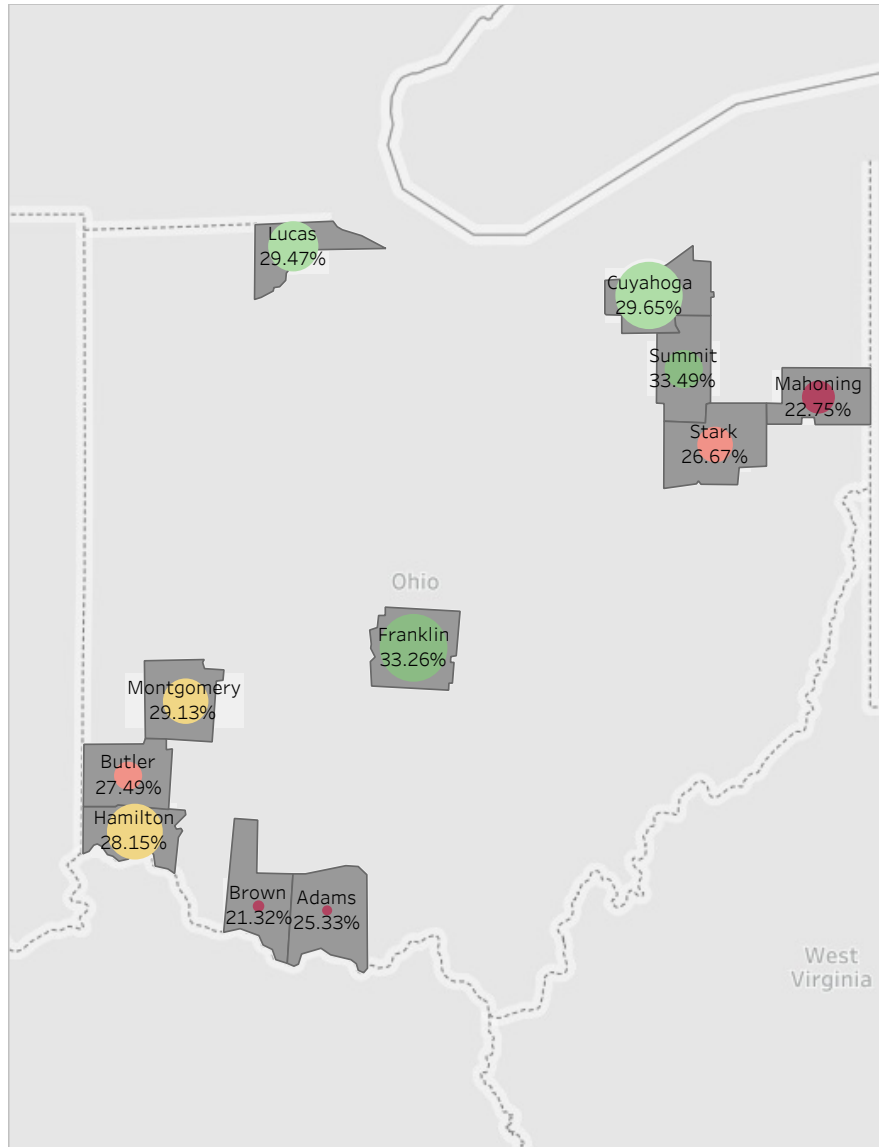 Lucas
29.47%
Cuyahoga
29.65%
Summit
33.49%
Mahoning
22.75%
Stark
26.67%
Ohio
Franklin
33.26%
Montgomery
29.13%
Butler
27.49%
Hamilton
28.15%
Brown
21.32%
Adams
25.33%
West
Virginia